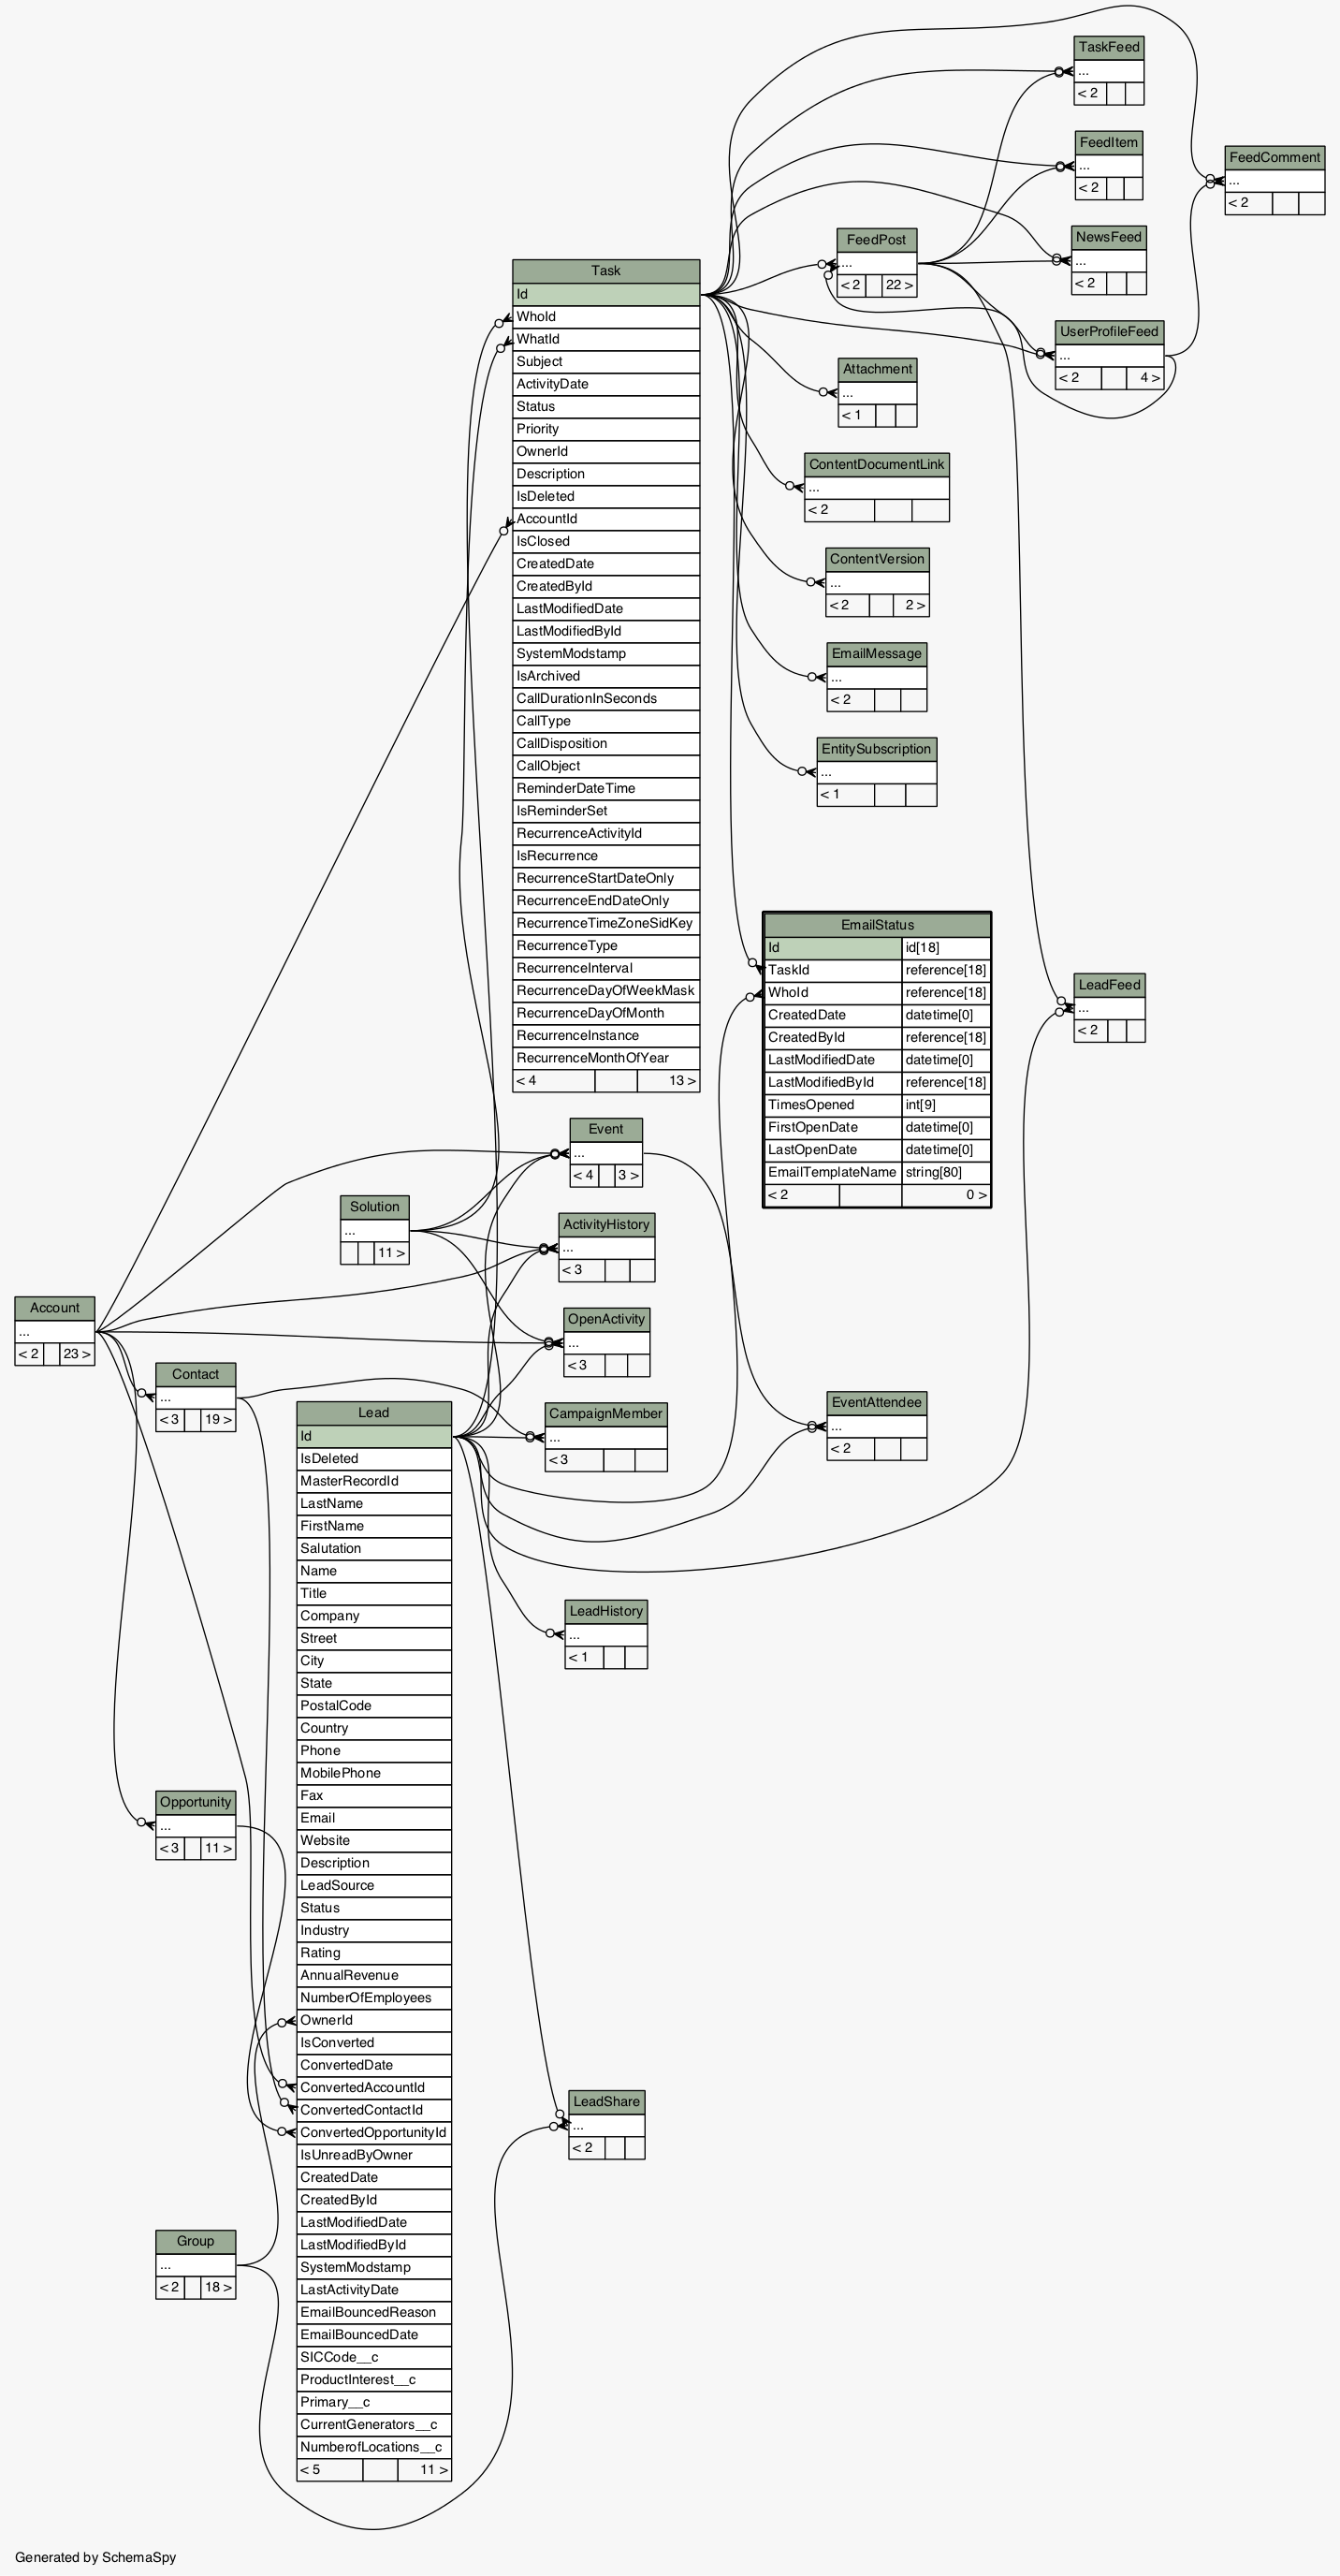 TaskFeed
...
< 2
FeedItem
...
< 2
FeedComment
...
< 2
NewsFeed
...
< 2
FeedPost
...
< 2 22 >
UserProfileFeed
...
< 2 4 >
Task
Id
WhoId
WhatId
Subject
ActivityDate
Status
Priority
OwnerId
Description
IsDeleted
AccountId
IsClosed
CreatedDate
CreatedById
LastModifiedDate
LastModifiedById
SystemModstamp
IsArchived
CallDurationInSeconds
CallType
CallDisposition
CallObject
ReminderDateTime
IsReminderSet
RecurrenceActivityId
IsRecurrence
RecurrenceStartDateOnly
RecurrenceEndDateOnly
RecurrenceTimeZoneSidKey
RecurrenceType
RecurrenceInterval
RecurrenceDayOfWeekMask
RecurrenceDayOfMonth
RecurrenceInstance
RecurrenceMonthOfYear
< 4 13 >
Attachment
...
< 1
ContentDocumentLink
...
< 2
ContentVersion
...
< 2 2 >
EmailMessage
...
< 2
EntitySubscription
...
< 1
EmailStatus
Id id[18]
TaskId reference[18]
WhoId reference[18]
CreatedDate datetime[0]
CreatedById reference[18]
LastModifiedDate datetime[0]
LastModifiedById reference[18]
TimesOpened int[9]
FirstOpenDate datetime[0]
LastOpenDate datetime[0]
EmailTemplateName string[80]
< 2 0 >
LeadFeed
...
< 2
Event
...
< 4 3 >
Solution
...
11 >
ActivityHistory
...
< 3
Account
...
< 2 23 >
OpenActivity
...
< 3
Contact
...
< 3 19 >
CampaignMember
...
< 3
EventAttendee
...
< 2
Lead
Id
IsDeleted
MasterRecordId
LastName
FirstName
Salutation
Name
Title
Company
Street
City
State
PostalCode
Country
Phone
MobilePhone
Fax
Email
Website
Description
LeadSource
Status
Industry
Rating
AnnualRevenue
NumberOfEmployees
OwnerId
IsConverted
ConvertedDate
ConvertedAccountId
ConvertedContactId
ConvertedOpportunityId
IsUnreadByOwner
CreatedDate
CreatedById
LastModifiedDate
LastModifiedById
SystemModstamp
LastActivityDate
EmailBouncedReason
EmailBouncedDate
SICCode__c
ProductInterest__c
Primary__c
CurrentGenerators__c
NumberofLocations__c
< 5 11 >
LeadHistory
...
< 1
Opportunity
...
< 3 11 >
LeadShare
...
< 2
Group
...
< 2 18 >
Generated by SchemaSpy